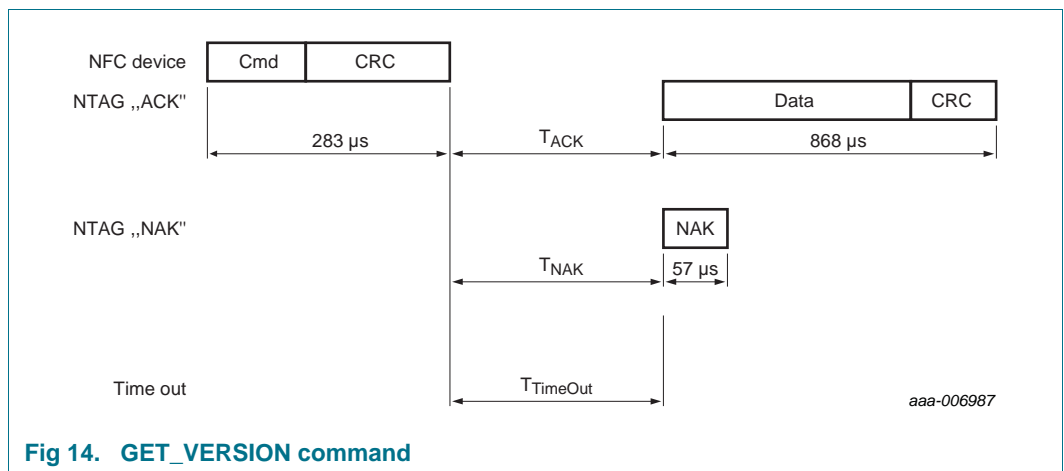 NFC device Cmd CRC
NTAG ,,ACK" Data CRC
283 µs TACK 868 µs
NTAG ,,NAK" NAK
TNAK 57 µs
Time out TTimeOut
aaa-006987
Fig 14. GET_VERSION command